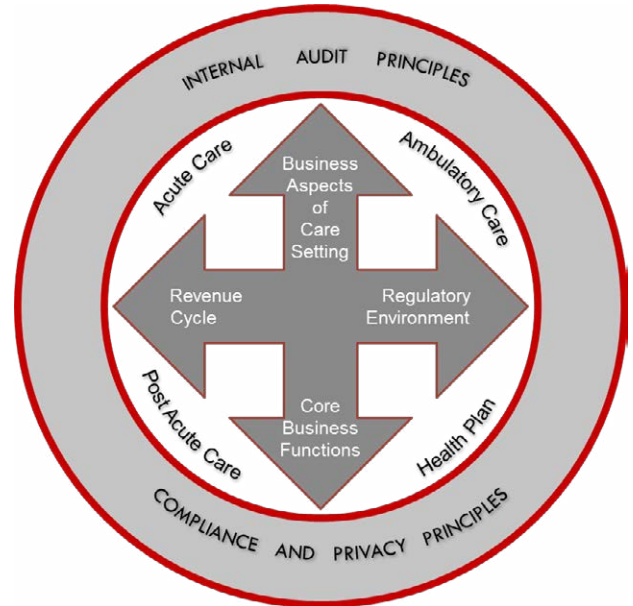 INTERNAL AUDIT PRINCIPLES
Acute Care
Ambulatory Care
Business
Aspects
of
Care
Setting
Revenue
Cycle
Regulatory
Environment
Core
Business
Functions
Post Acute Care
Health Plan
COMPLIANCE AND PRIVACY PRINCIPLES